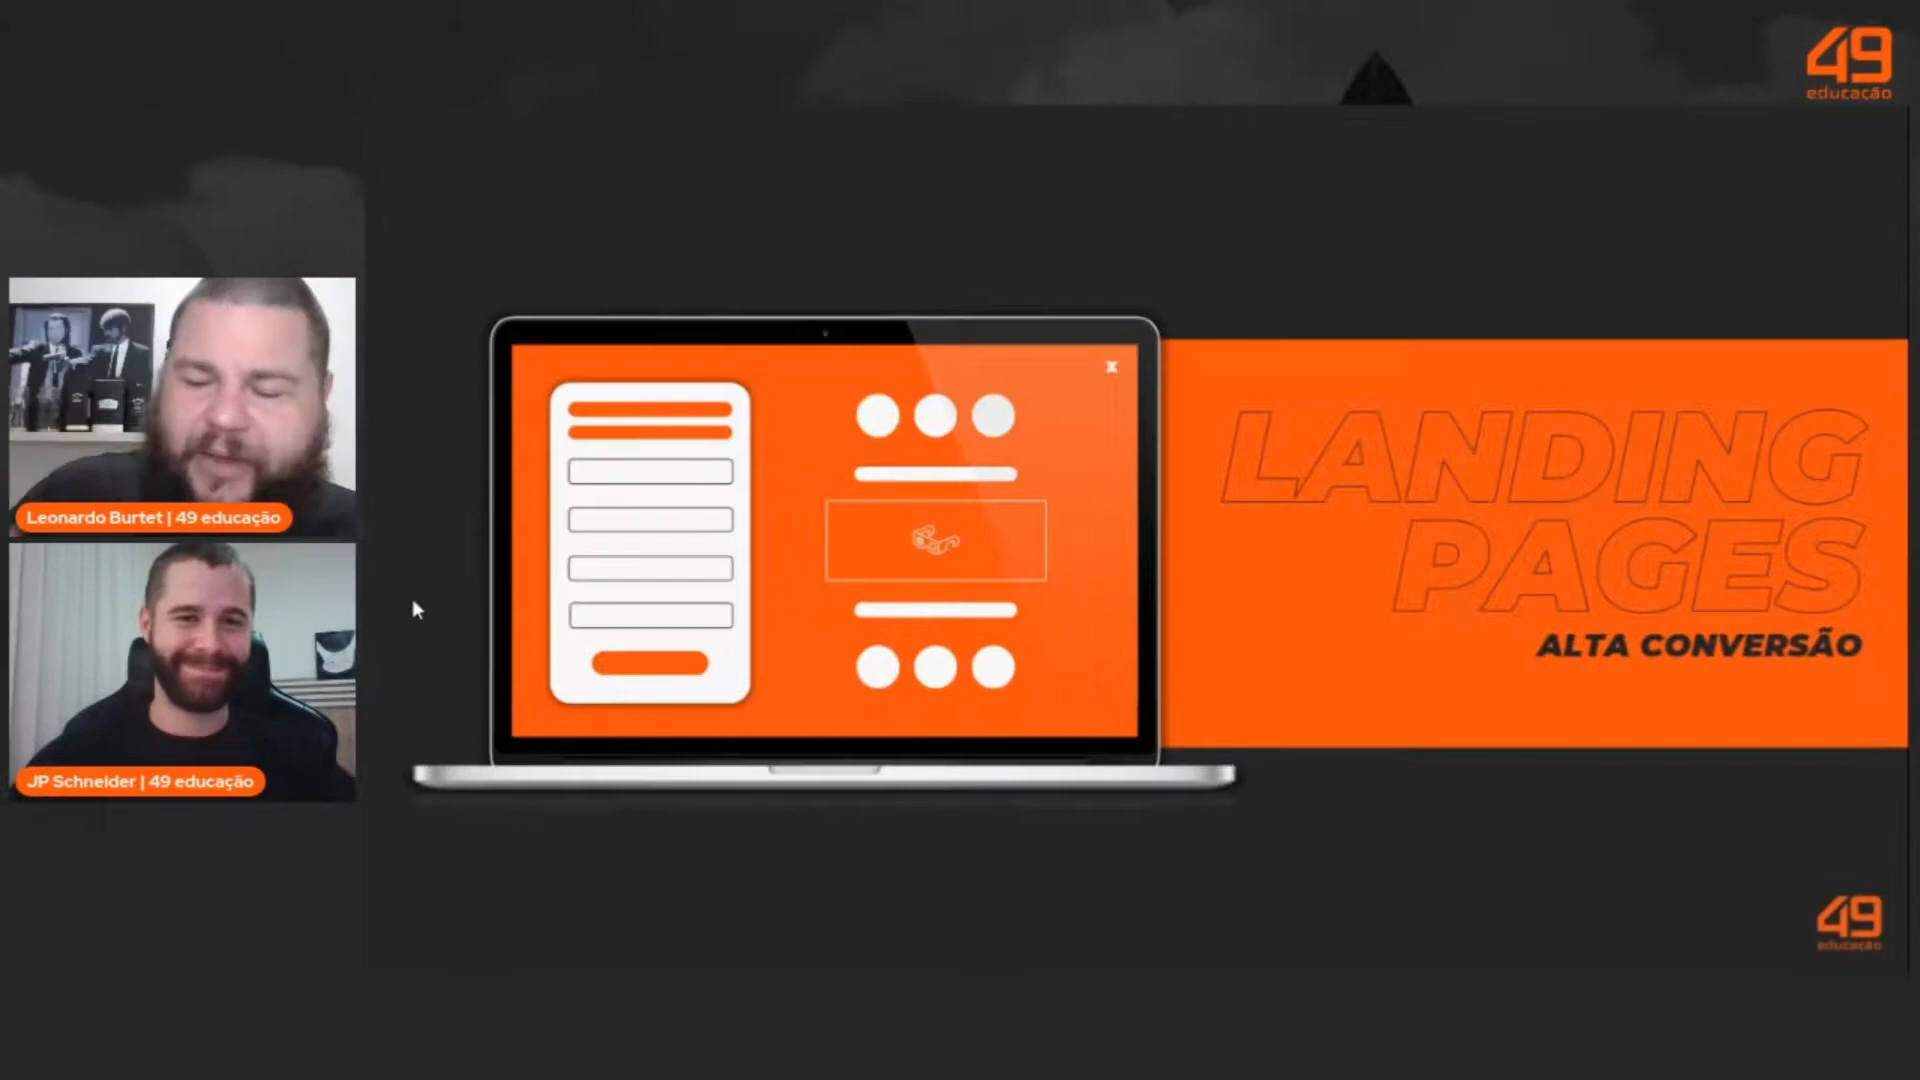 49
educação
Leonardo Burtet | 49 educação
JP Schneider | 49 educação
X
LANDING
PAGES
ALTA CONVERSÃO
49
educação